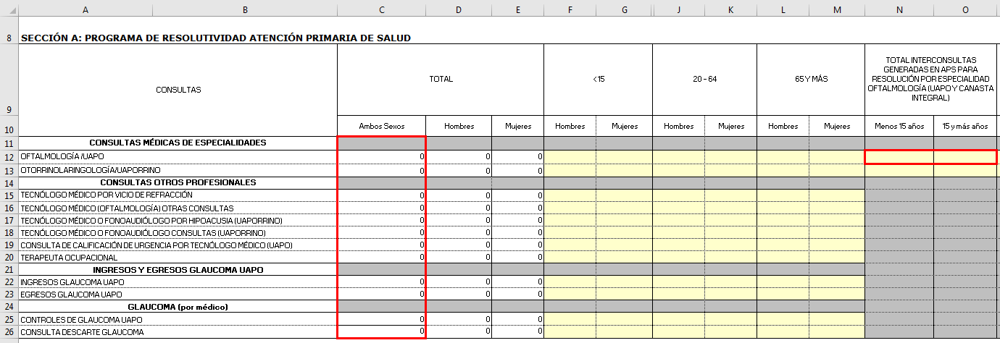 A B C D E F G J K L M N O
8 SECCIÓN A: PROGRAMA DE RESOLUTIVIDAD ATENCIÓN PRIMARIA DE SALUD
9 CONSULTAS TOTAL <15 20 - 64 65 Y MÁS
TOTAL INTERCONSULTAS
GENERADAS EN APS PARA
RESOLUCIÓN POR ESPECIALIDAD
OFTALMOLOGÍA (UAPO Y CANASTA
INTEGRAL)
10 Ambos Sexos Hombres Mujeres Hombres Mujeres Hombres Mujeres Hombres Mujeres Menos 15 años 15 y más años
11 CONSULTAS MÉDICAS DE ESPECIALIDADES
12 OFTALMOLOGÍA /UAPO 0 0 0
13 OTORRINOLARINGOLOGÍA/UAPORRINO 0 0 0
14 CONSULTAS OTROS PROFESIONALES
15 TECNÓLOGO MÉDICO POR VICIO DE REFRACCIÓN 0 0 0
16 TECNÓLOGO MÉDICO (OFTALMOLOGÍA) OTRAS CONSULTAS 0 0 0
17 TECNÓLOGO MÉDICO O FONOAUDIÓLOGO POR HIPOACUSIA (UAPORRINO) 0 0 0
18 TECNÓLOGO MÉDICO O FONOAUDIÓLOGO CONSULTAS (UAPORRINO) 0 0 0
19 CONSULTA DE CALIFICACIÓN DE URGENCIA POR TECNÓLOGO MÉDICO (UAPO) 0 0 0
20 TERAPEUTA OCUPACIONAL 0 0 0
21 INGRESOS Y EGRESOS GLAUCOMA UAPO
22 INGRESOS GLAUCOMA UAPO 0 0 0
23 EGRESOS GLAUCOMA UAPO 0 0 0
24 GLAUCOMA (por médico)
25 CONTROLES DE GLAUCOMA UAPO 0 0 0
26 CONSULTA DESCARTE GLAUCOMA 0 0 0